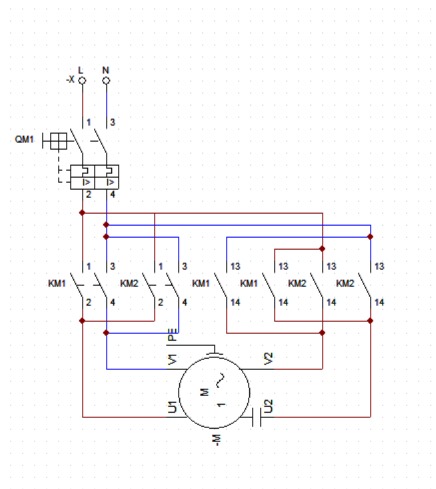 L N
-X
1 3
QM1
2 4
1 3 1 3 13 13 13 13
KM1 KM2 KM1 KM1 KM2 KM2
2 4 2 4 14 14 14 14
PE
V1 V2
M
1
U1 U2
-M